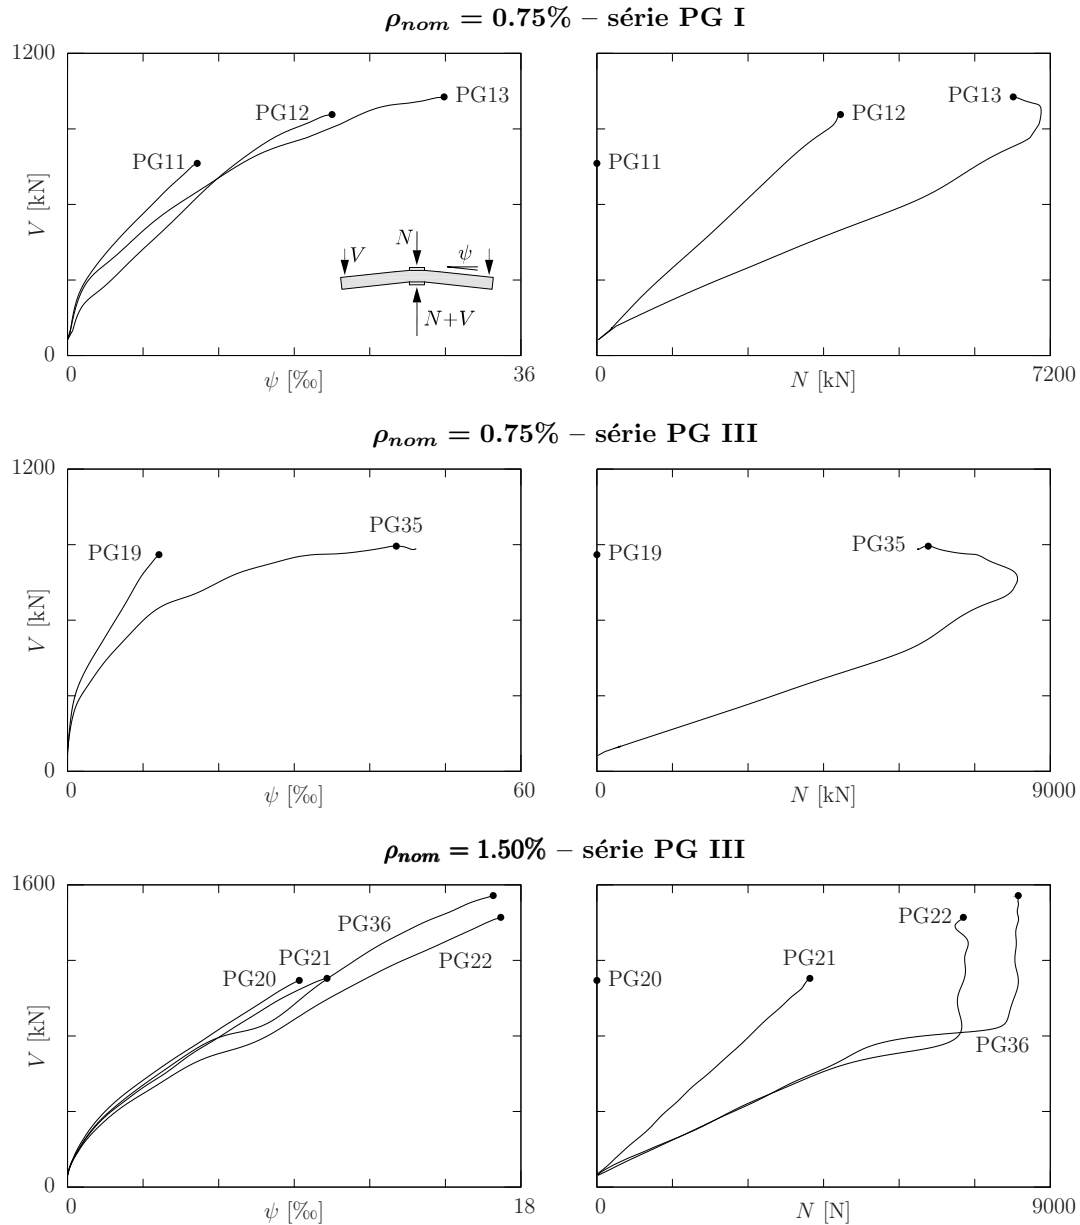 ρnom = 0.75% – série PG I
1200
V [kN]
0
0
ψ [‰]
36
PG11
PG12
PG13
V
N
ψ
N+V
PG11
PG12
PG13
0
N [kN]
7200
ρnom = 0.75% – série PG III
1200
V [kN]
0
0
ψ [‰]
60
PG19
PG35
PG19
PG35
0
N [kN]
9000
ρnom = 1.50% – série PG III
1600
V [kN]
0
0
ψ [‰]
18
PG36
PG21
PG20
PG22
PG22
PG21
PG20
PG36
0
N [N]
9000